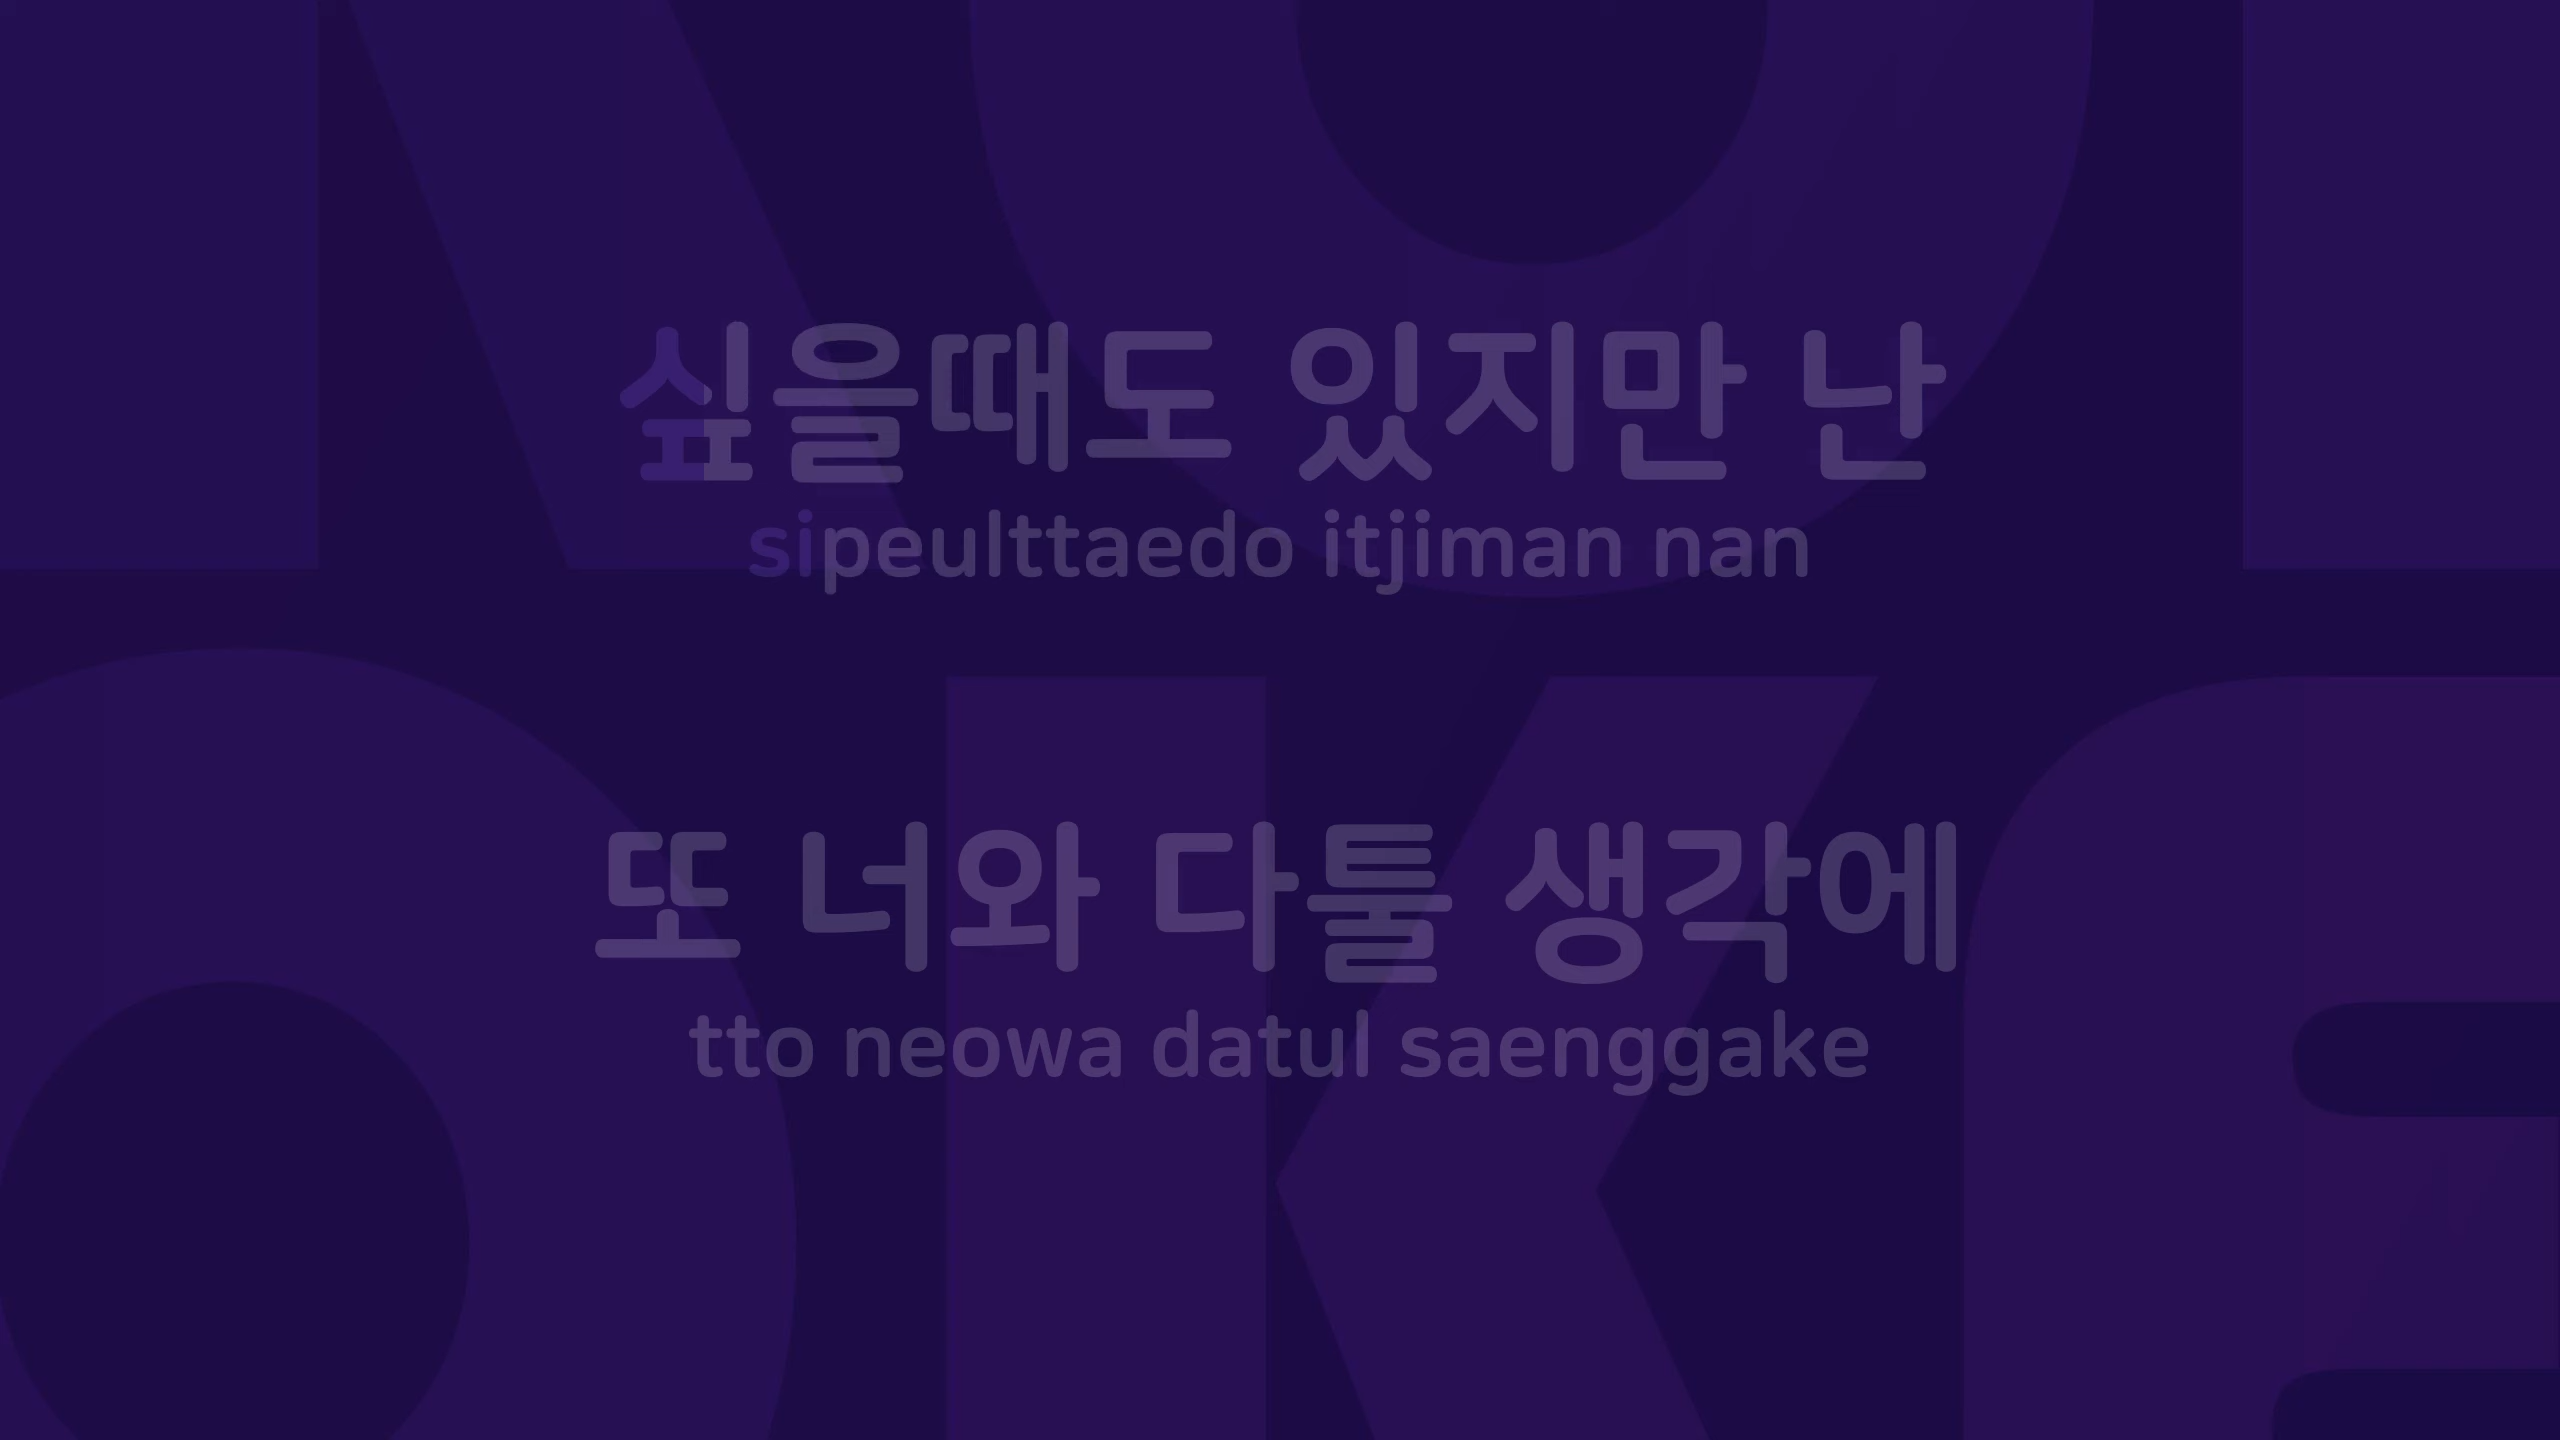 싶을때도 있지만 난
sipeulttaedo itjiman nan
또 너와 다툴 생각에
tto neowa datul saenggake